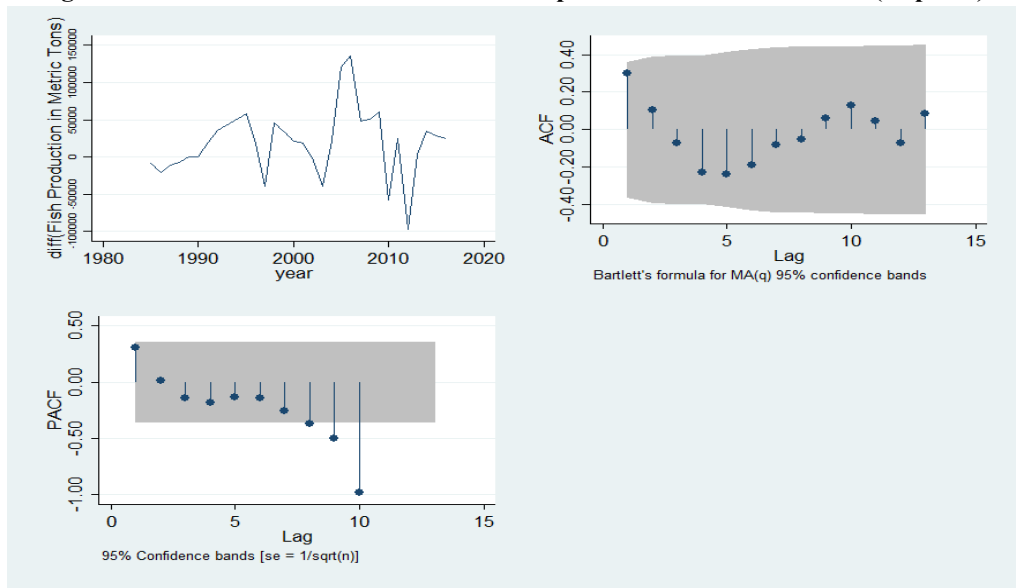 diff(Fish Production in Metric Tons)
150000
100000
50000
0
-50000
-100000
1980 1990 2000 2010 2020
year
ACF
0.40
0.20
0.00
-0.20
-0.40
0 5 10 15
Lag
Bartlett's formula for MA(q) 95% confidence bands
PACF
0.50
0.00
-0.50
-1.00
0 5 10 15
Lag
95% Confidence bands [se = 1/sqrt(n)]